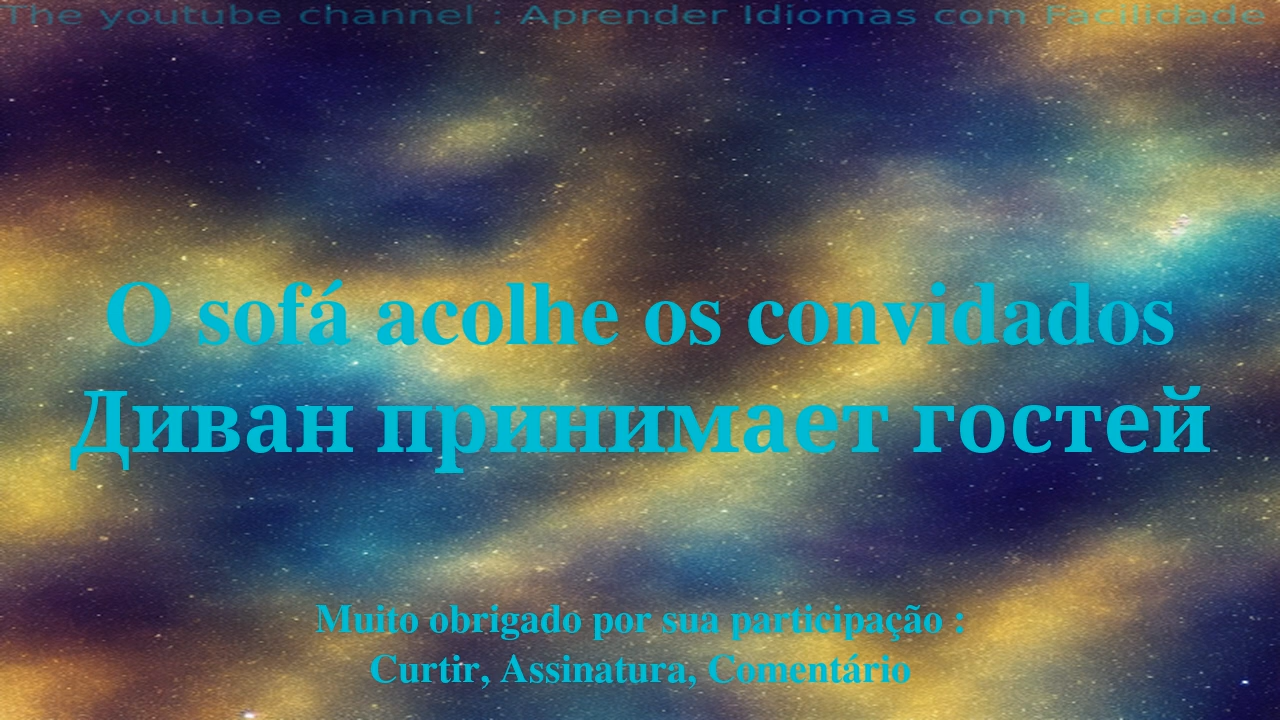 The youtube channel : Aprender Idiomas com Facilidade
O sofá acolhe os convidados
Диван принимает гостей
Muito obrigado por sua participação :
Curtir, Assinatura, Comentário